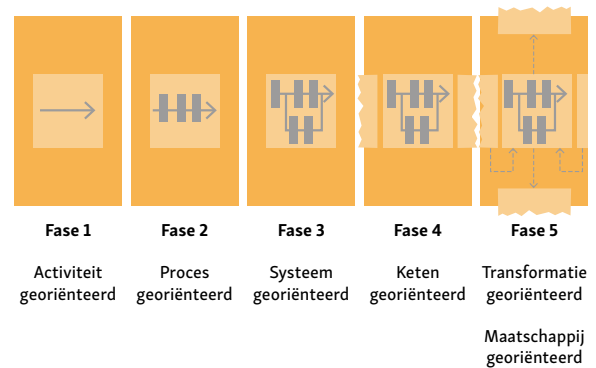 Fase 1
Activiteit
georiënteerd
Fase 2
Proces
georiënteerd
Fase 3
Systeem
georiënteerd
Fase 4
Keten
georiënteerd
Fase 5
Transformatie
georiënteerd
Maatschappij
georiënteerd